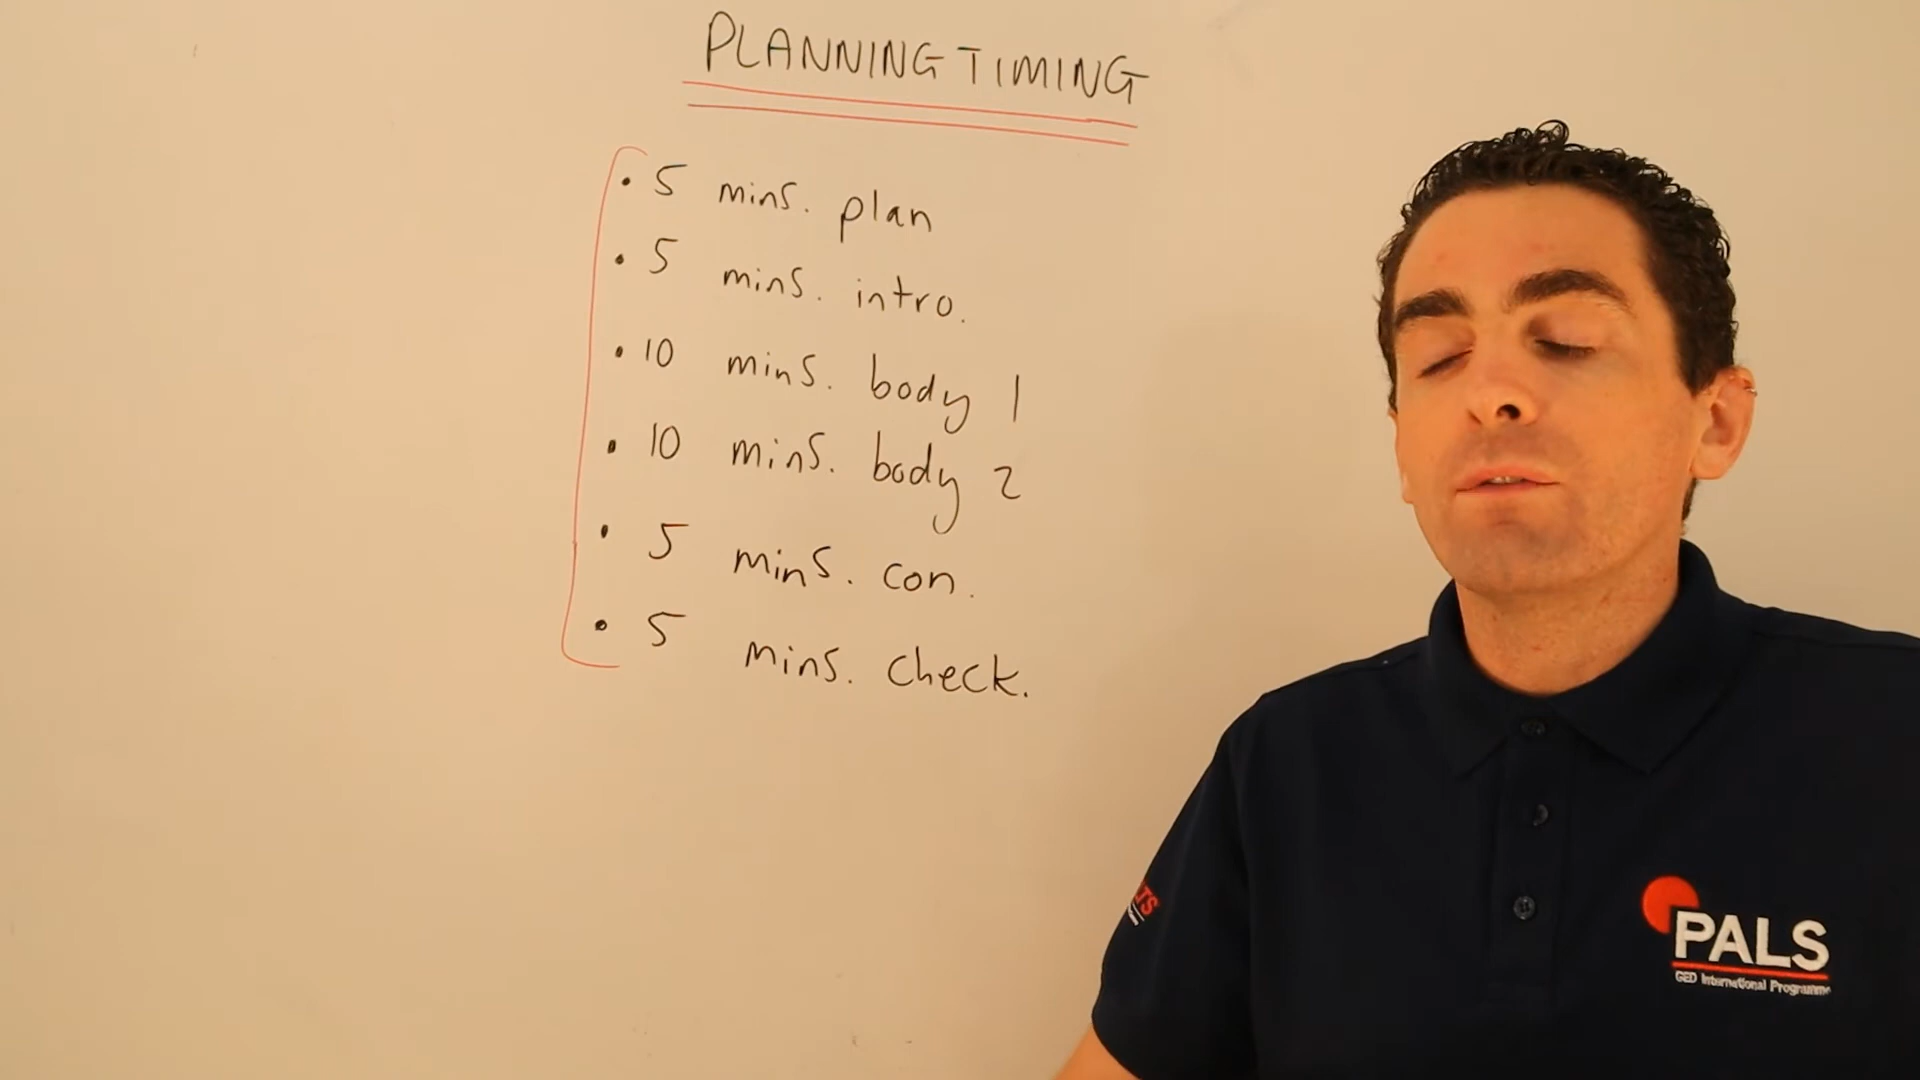 PLANNING TIMING
• 5 mins. plan
• 5 mins. intro.
• 10 mins. body 1
• 10 mins. body 2
• 5 mins. con.
• 5 mins. check.
PALS
GED International Programme